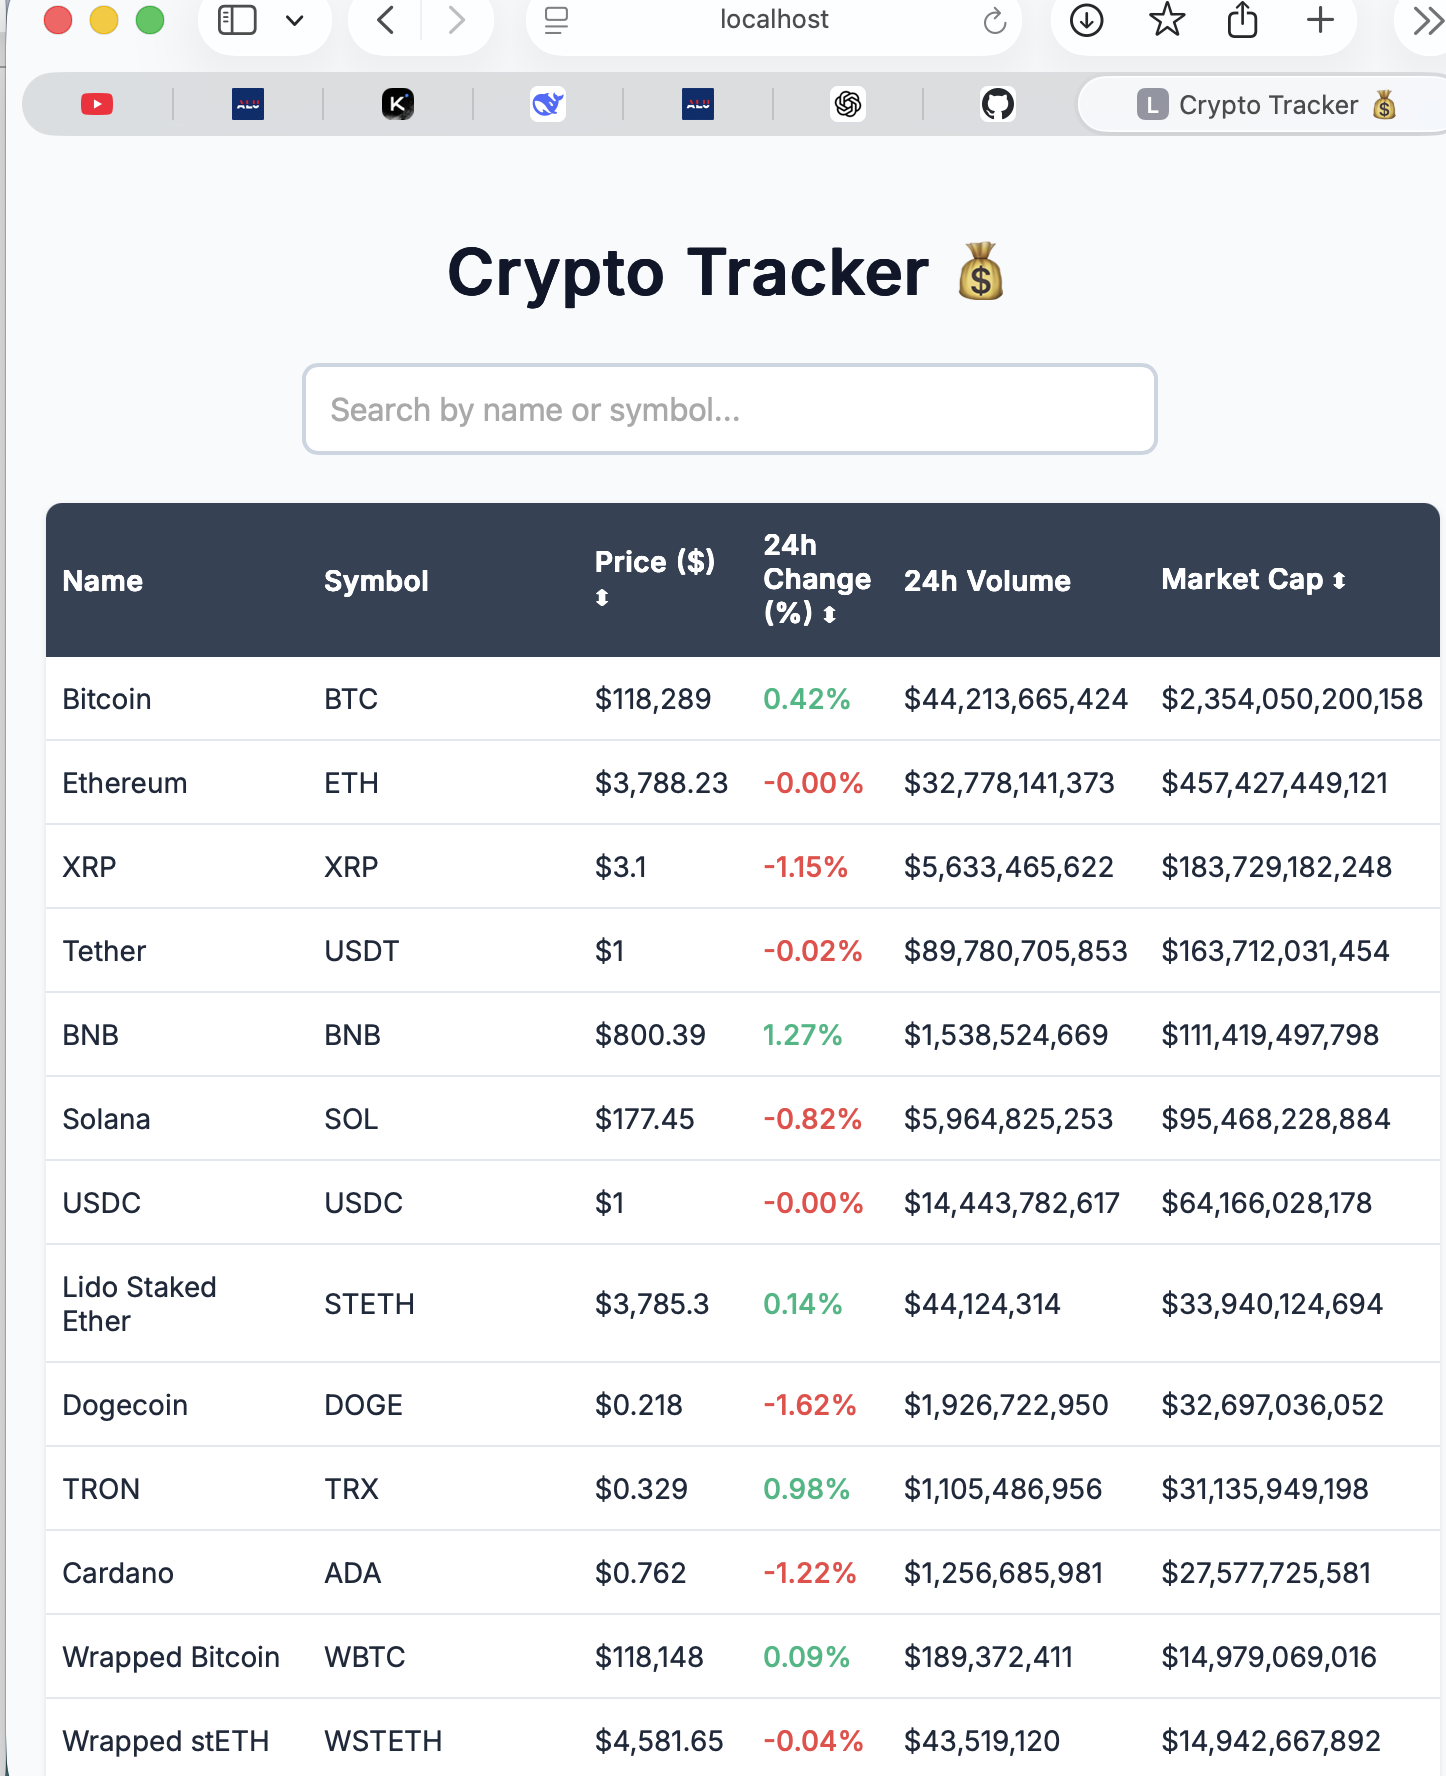 localhost
ALU
K
ALU
L Crypto Tracker 💰
Crypto Tracker 💰
Search by name or symbol...
Name Symbol Price ($) ⬍ 24h Change (%) ⬍ 24h Volume Market Cap ⬍
Bitcoin BTC $118,289 0.42% $44,213,665,424 $2,354,050,200,158
Ethereum ETH $3,788.23 -0.00% $32,778,141,373 $457,427,449,121
XRP XRP $3.1 -1.15% $5,633,465,622 $183,729,182,248
Tether USDT $1 -0.02% $89,780,705,853 $163,712,031,454
BNB BNB $800.39 1.27% $1,538,524,669 $111,419,497,798
Solana SOL $177.45 -0.82% $5,964,825,253 $95,468,228,884
USDC USDC $1 -0.00% $14,443,782,617 $64,166,028,178
Lido Staked Ether STETH $3,785.3 0.14% $44,124,314 $33,940,124,694
Dogecoin DOGE $0.218 -1.62% $1,926,722,950 $32,697,036,052
TRON TRX $0.329 0.98% $1,105,486,956 $31,135,949,198
Cardano ADA $0.762 -1.22% $1,256,685,981 $27,577,725,581
Wrapped Bitcoin WBTC $118,148 0.09% $189,372,411 $14,979,069,016
Wrapped stETH WSTETH $4,581.65 -0.04% $43,519,120 $14,942,667,892